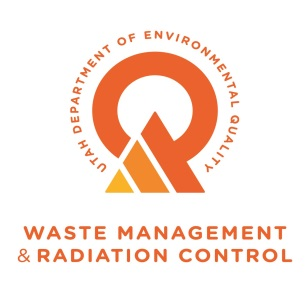 UTAH DEPARTMENT OF ENVIRONMENTAL QUALITY
WASTE MANAGEMENT
& RADIATION CONTROL